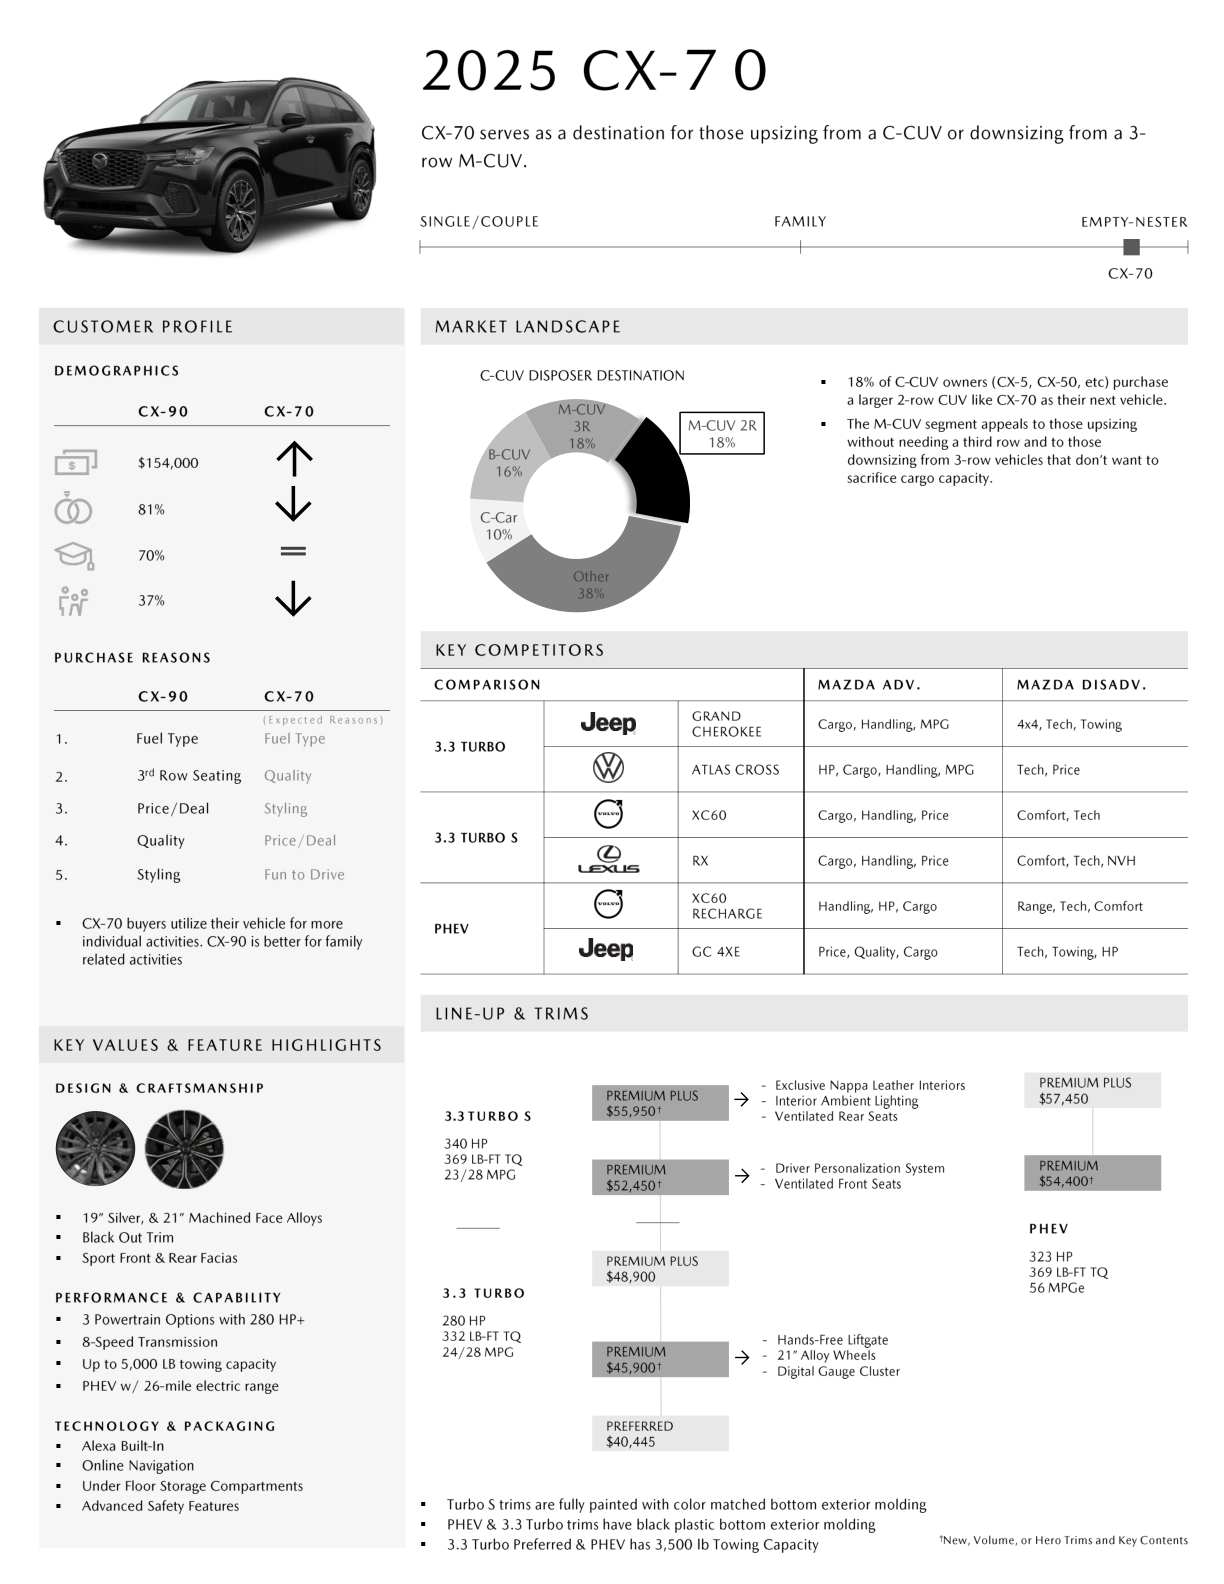 2025 CX-7 0
CX-70 serves as a destination for those upsizing from a C-CUV or downsizing from a 3-
row M-CUV.
SINGLE/COUPLE
FAMILY
EMPTY-NESTER
CX-70
CUSTOMER PROFILE
DEMOGRAPHICS
CX-90 CX-70
$
$154,000
81%
70%
37%
PURCHASE REASONS
CX-90 CX-70
(Expected Reasons)
1. Fuel Type Fuel Type
2. 3rd Row Seating Quality
3. Price/Deal Styling
4. Quality Price/Deal
5. Styling Fun to Drive
▪ CX-70 buyers utilize their vehicle for more
individual activities. CX-90 is better for family
related activities
KEY VALUES & FEATURE HIGHLIGHTS
DESIGN & CRAFTSMANSHIP
▪ 19” Silver, & 21” Machined Face Alloys
▪ Black Out Trim
▪ Sport Front & Rear Facias
PERFORMANCE & CAPABILITY
▪ 3 Powertrain Options with 280 HP+
▪ 8-Speed Transmission
▪ Up to 5,000 LB towing capacity
▪ PHEV w/ 26-mile electric range
TECHNOLOGY & PACKAGING
▪ Alexa Built-In
▪ Online Navigation
▪ Under Floor Storage Compartments
▪ Advanced Safety Features
MARKET LANDSCAPE
C-CUV DISPOSER DESTINATION
M-CUV
3R
18%
M-CUV 2R
18%
B-CUV
16%
C-Car
10%
Other
38%
▪ 18% of C-CUV owners (CX-5, CX-50, etc) purchase
a larger 2-row CUV like CX-70 as their next vehicle.
▪ The M-CUV segment appeals to those upsizing
without needing a third row and to those
downsizing from 3-row vehicles that don’t want to
sacrifice cargo capacity.
KEY COMPETITORS
COMPARISON MAZDA ADV. MAZDA DISADV.
3.3 TURBO
Jeep
GRAND
CHEROKEE
Cargo, Handling, MPG
4x4, Tech, Towing
ATLAS CROSS
HP, Cargo, Handling, MPG
Tech, Price
3.3 TURBO S
VOLVO
XC60
Cargo, Handling, Price
Comfort, Tech
LEXUS
RX
Cargo, Handling, Price
Comfort, Tech, NVH
PHEV
VOLVO
XC60
RECHARGE
Handling, HP, Cargo
Range, Tech, Comfort
Jeep
GC 4XE
Price, Quality, Cargo
Tech, Towing, HP
LINE-UP & TRIMS
3.3 TURBO S
340 HP
369 LB-FT TQ
23/28 MPG
PREMIUM PLUS
$55,950†
- Exclusive Nappa Leather Interiors
- Interior Ambient Lighting
- Ventilated Rear Seats
PREMIUM
$52,450†
- Driver Personalization System
- Ventilated Front Seats
3.3 TURBO
280 HP
332 LB-FT TQ
24/28 MPG
PREMIUM PLUS
$48,900
PREMIUM
$45,900†
- Hands-Free Liftgate
- 21” Alloy Wheels
- Digital Gauge Cluster
PREFERRED
$40,445
PREMIUM PLUS
$57,450
PREMIUM
$54,400†
PHEV
323 HP
369 LB-FT TQ
56 MPGe
▪ Turbo S trims are fully painted with color matched bottom exterior molding
▪ PHEV & 3.3 Turbo trims have black plastic bottom exterior molding
▪ 3.3 Turbo Preferred & PHEV has 3,500 lb Towing Capacity
†New, Volume, or Hero Trims and Key Contents